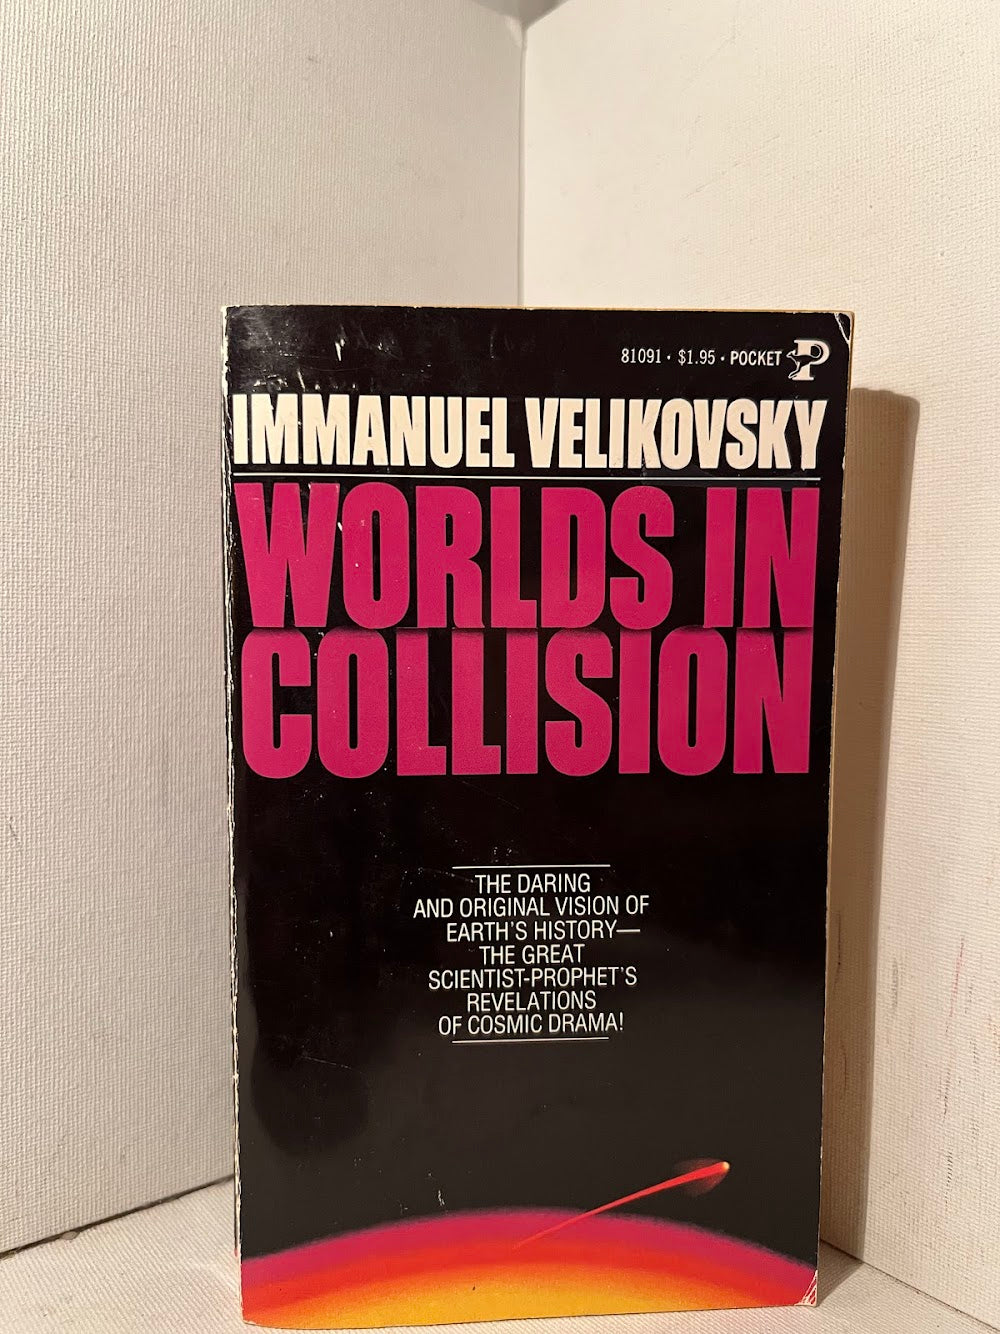 81091 · $1.95 · POCKET P
IMMANUEL VELIKOVSKY
WORLDS IN
COLLISION
THE DARING
AND ORIGINAL VISION OF
EARTH'S HISTORY—
THE GREAT
SCIENTIST-PROPHET'S
REVELATIONS
OF COSMIC DRAMA!